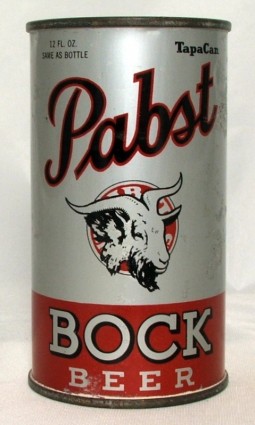 12 FL. OZ.
SAME AS BOTTLE
TapaCan
Pabst
BOCK
BEER